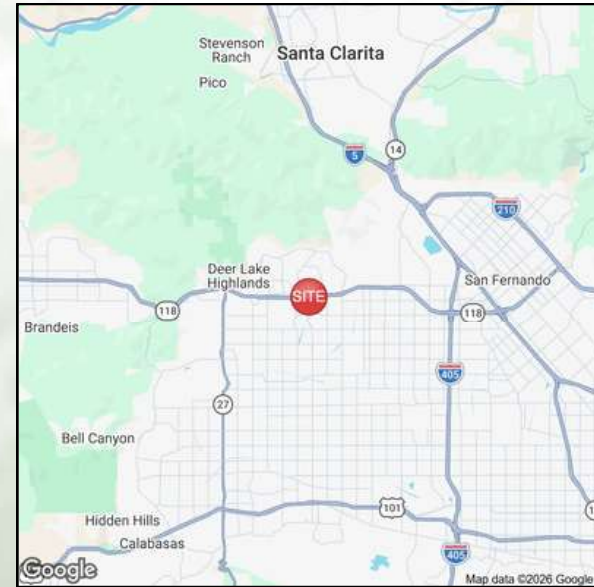 Stevenson
Ranch
Santa Clarita
Pico
5
14
210
Deer Lake
Highlands
SITE
San Fernando
118
118
Brandeis
405
27
Bell Canyon
101
Hidden Hills
Calabasas
405
Google
Map data ©2026 Google